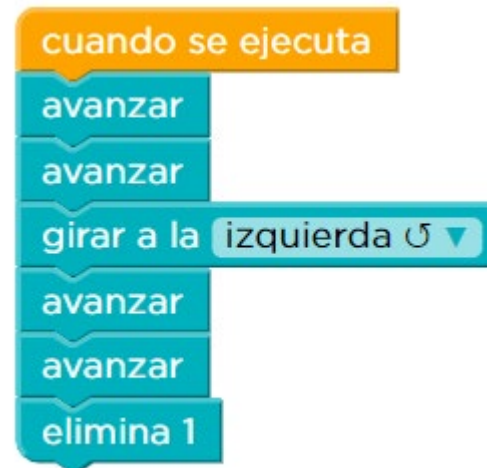 cuando se ejecuta
avanzar
avanzar
girar a la izquierda ↺ ▼
avanzar
avanzar
elimina 1